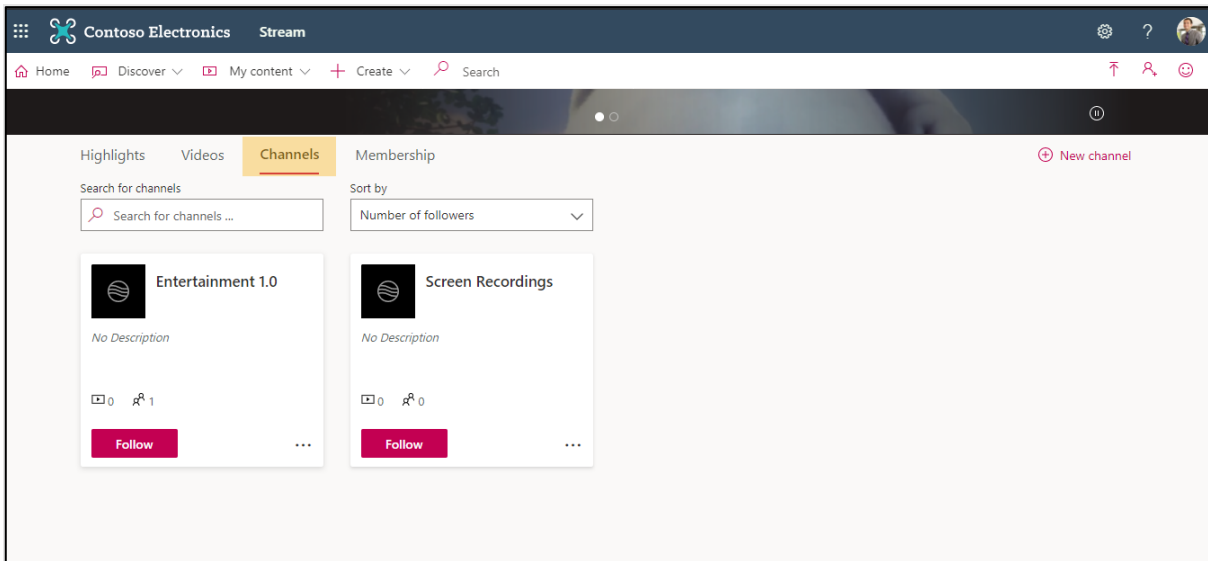 Contoso Electronics Stream ?
Home Discover My content Create Search
Highlights Videos Channels Membership New channel
Search for channels Sort by
Search for channels ... Number of followers
Entertainment 1.0 Screen Recordings
No Description No Description
0 1 0 0
Follow ... Follow ...